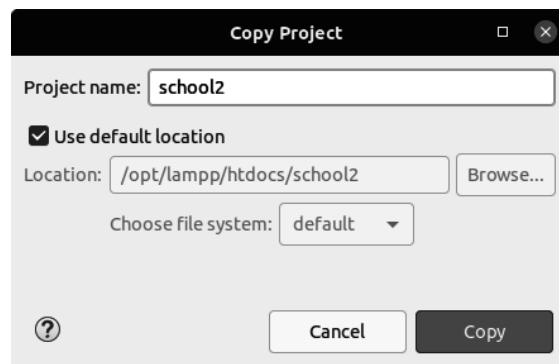 Copy Project
Project name: school2
Use default location
Location: /opt/lampp/htdocs/school2 Browse...
Choose file system: default
? Cancel Copy